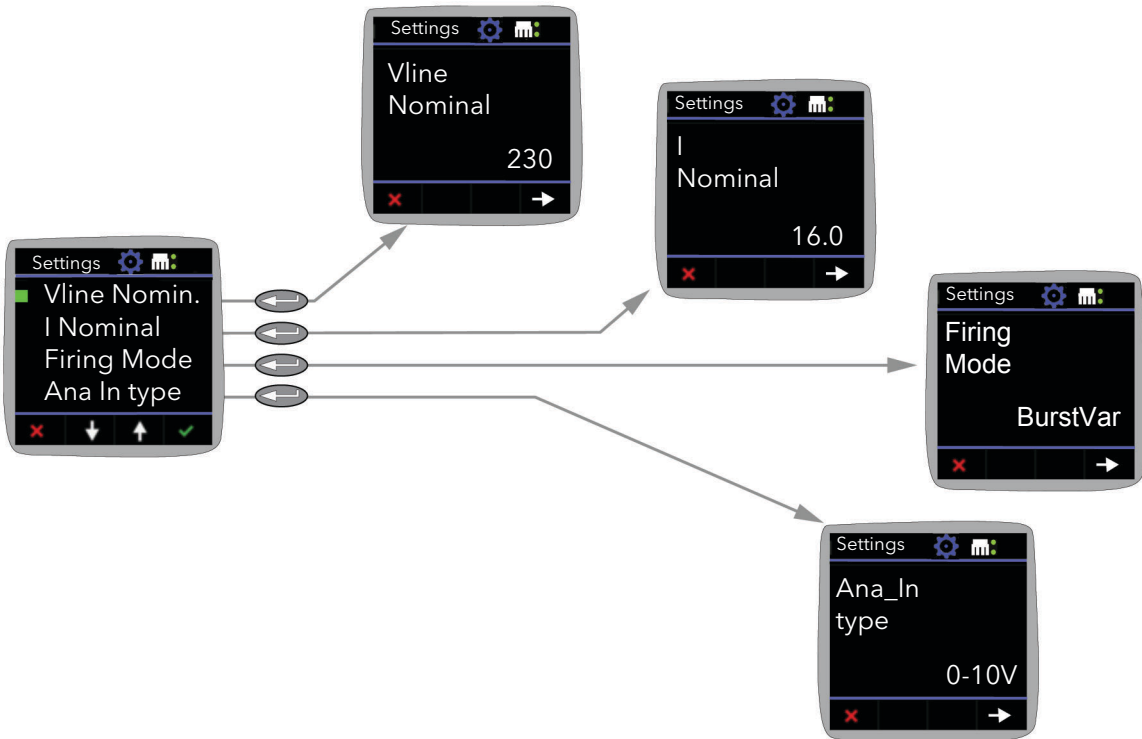 Settings
Vline
Nominal
230
Settings
I
Nominal
16.0
Settings
Vline Nomin.
I Nominal
Firing Mode
Ana In type
Settings
Firing
Mode
BurstVar
Settings
Ana_In
type
0-10V